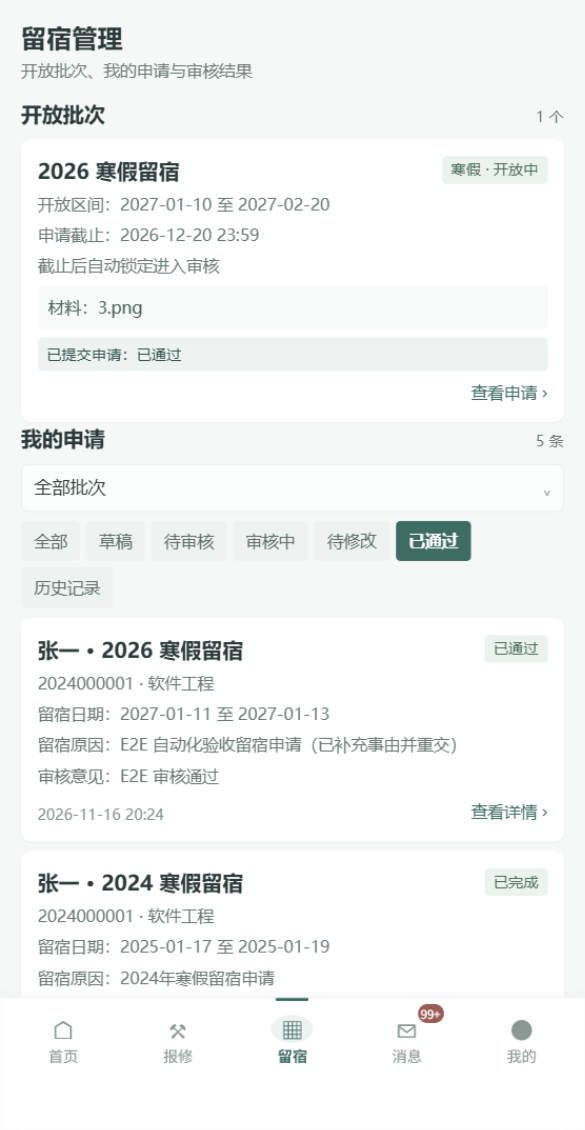 留宿管理
开放批次、我的申请与审核结果
开放批次
1 个
2026 寒假留宿
寒假 · 开放中
开放区间：2027-01-10 至 2027-02-20
申请截止：2026-12-20 23:59
截止后自动锁定进入审核
材料：3.png
已提交申请：已通过
查看申请 ›
我的申请
5 条
全部批次
全部
草稿
待审核
审核中
待修改
已通过
历史记录
张一 • 2026 寒假留宿
已通过
2024000001 · 软件工程
留宿日期：2027-01-11 至 2027-01-13
留宿原因：E2E 自动化验收留宿申请（已补充事由并重交）
审核意见：E2E 审核通过
2026-11-16 20:24
查看详情 ›
张一 • 2024 寒假留宿
已完成
2024000001 · 软件工程
留宿日期：2025-01-17 至 2025-01-19
留宿原因：2024年寒假留宿申请
99+
首页
报修
留宿
消息
我的